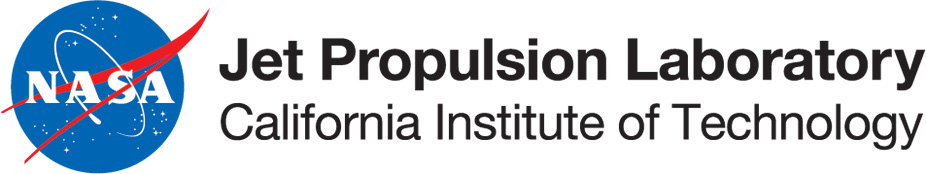 NASA
Jet Propulsion Laboratory
California Institute of Technology